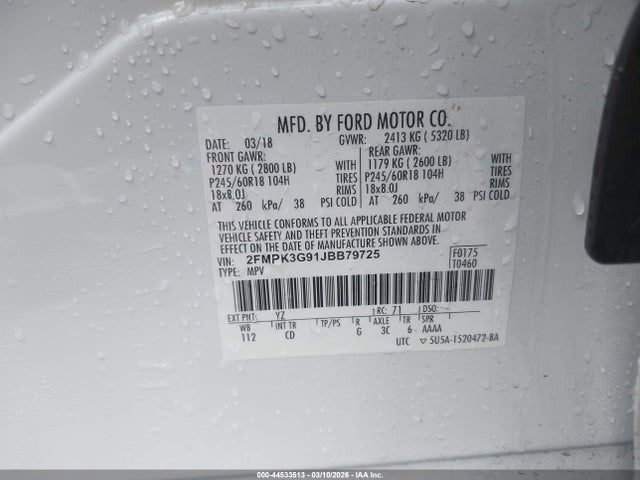 MFD. BY FORD MOTOR CO.
DATE: 03/18 GVWR: 2413 KG ( 5320 LB)
FRONT GAWR: REAR GAWR:
1270 KG ( 2800 LB) WITH 1179 KG ( 2600 LB) WITH
P245/60R18 104H TIRES P245/60R18 104H TIRES
18x8.0J RIMS 18x8.0J RIMS
AT 260 kPa/ 38 PSI COLD AT 260 kPa/ 38 PSI COLD
THIS VEHICLE CONFORMS TO ALL APPLICABLE FEDERAL MOTOR
VEHICLE SAFETY AND THEFT PREVENTION STANDARDS IN
EFFECT ON THE DATE OF MANUFACTURE SHOWN ABOVE.
VIN: 2FMPK3G91JBB79725 F0175
TYPE: MPV T0460
EXT PNT: YZ RC: 71 DSO:
WB INT TR TP/PS R AXLE TR SPR
112 CD G 3C 6 AAAA
UTC ▽ 5U5A-1520472-BA
000-44533513 - 03/10/2026 - IAA Inc.